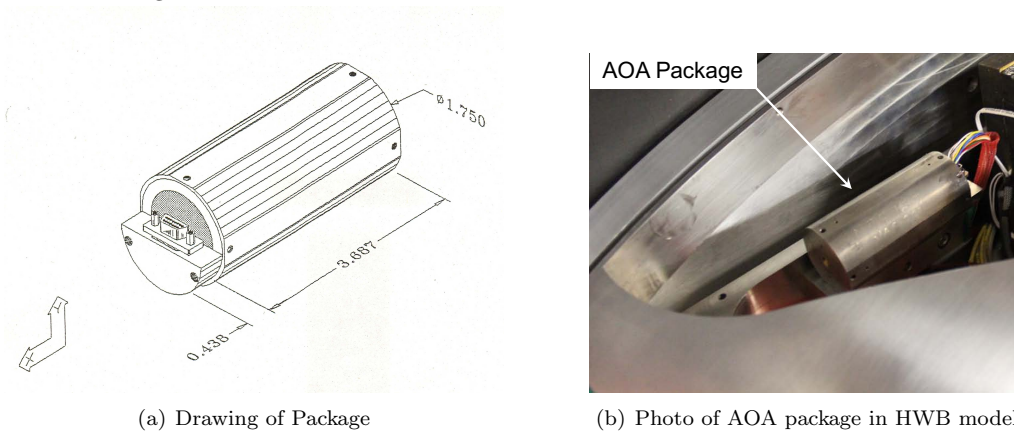 AOA Package
ø1.750
3.687
0.438
Y
X
(a) Drawing of Package
(b) Photo of AOA package in HWB model